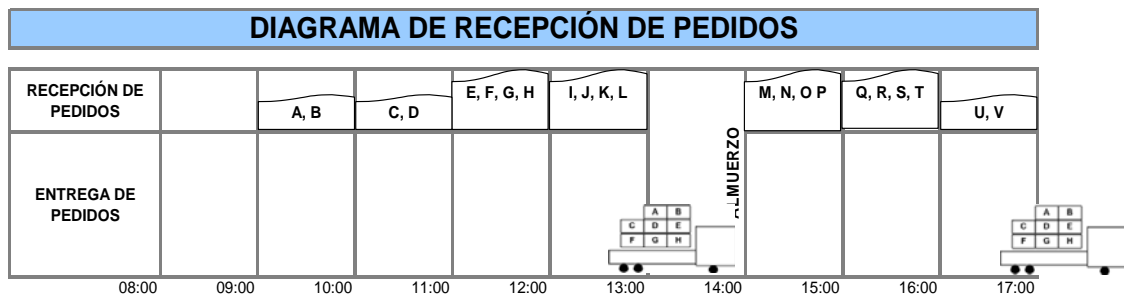 DIAGRAMA DE RECEPCIÓN DE PEDIDOS
RECEPCIÓN DE
PEDIDOS
A, B
C, D
E, F, G, H
I, J, K, L
M, N, O P
Q, R, S, T
U, V
ALMUERZO
ENTREGA DE
PEDIDOS
A B
C D E
F G H
A B
C D E
F G H
08:00 09:00 10:00 11:00 12:00 13:00 14:00 15:00 16:00 17:00